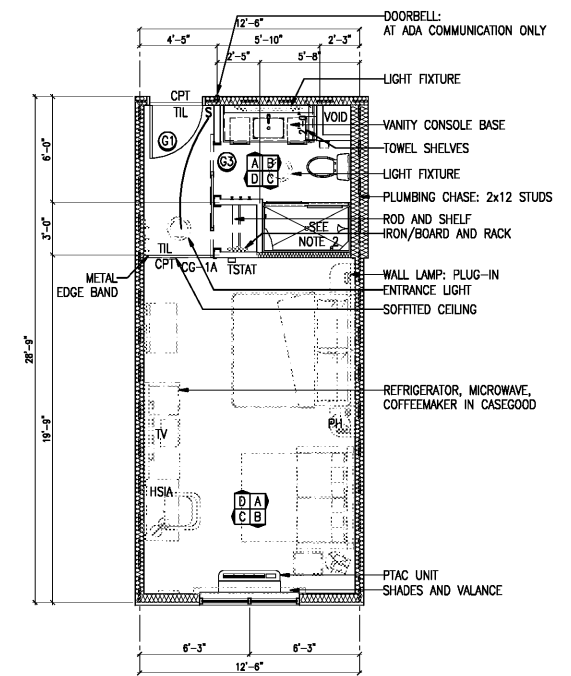 DOORBELL:
AT ADA COMMUNICATION ONLY
12'-6"
4'-5"
5'-10"
2'-3"
2'-5"
5'-8"
LIGHT FIXTURE
CPT
TIL
S
VOID
VANITY CONSOLE BASE
G1
TOWEL SHELVES
6'-0"
G3
A B
D C
LIGHT FIXTURE
PLUMBING CHASE: 2x12 STUDS
ROD AND SHELF
SEE
NOTE 2
IRON/BOARD AND RACK
3'-0"
TIL
CPT
CG-1A
TSTAT
METAL
EDGE BAND
WALL LAMP: PLUG-IN
ENTRANCE LIGHT
SOFFITED CEILING
28'-9"
REFRIGERATOR, MICROWAVE,
COFFEEMAKER IN CASEGOOD
19'-9"
TV
PH
HSIA
D A
C B
PTAC UNIT
SHADES AND VALANCE
6'-3"
6'-3"
12'-6"